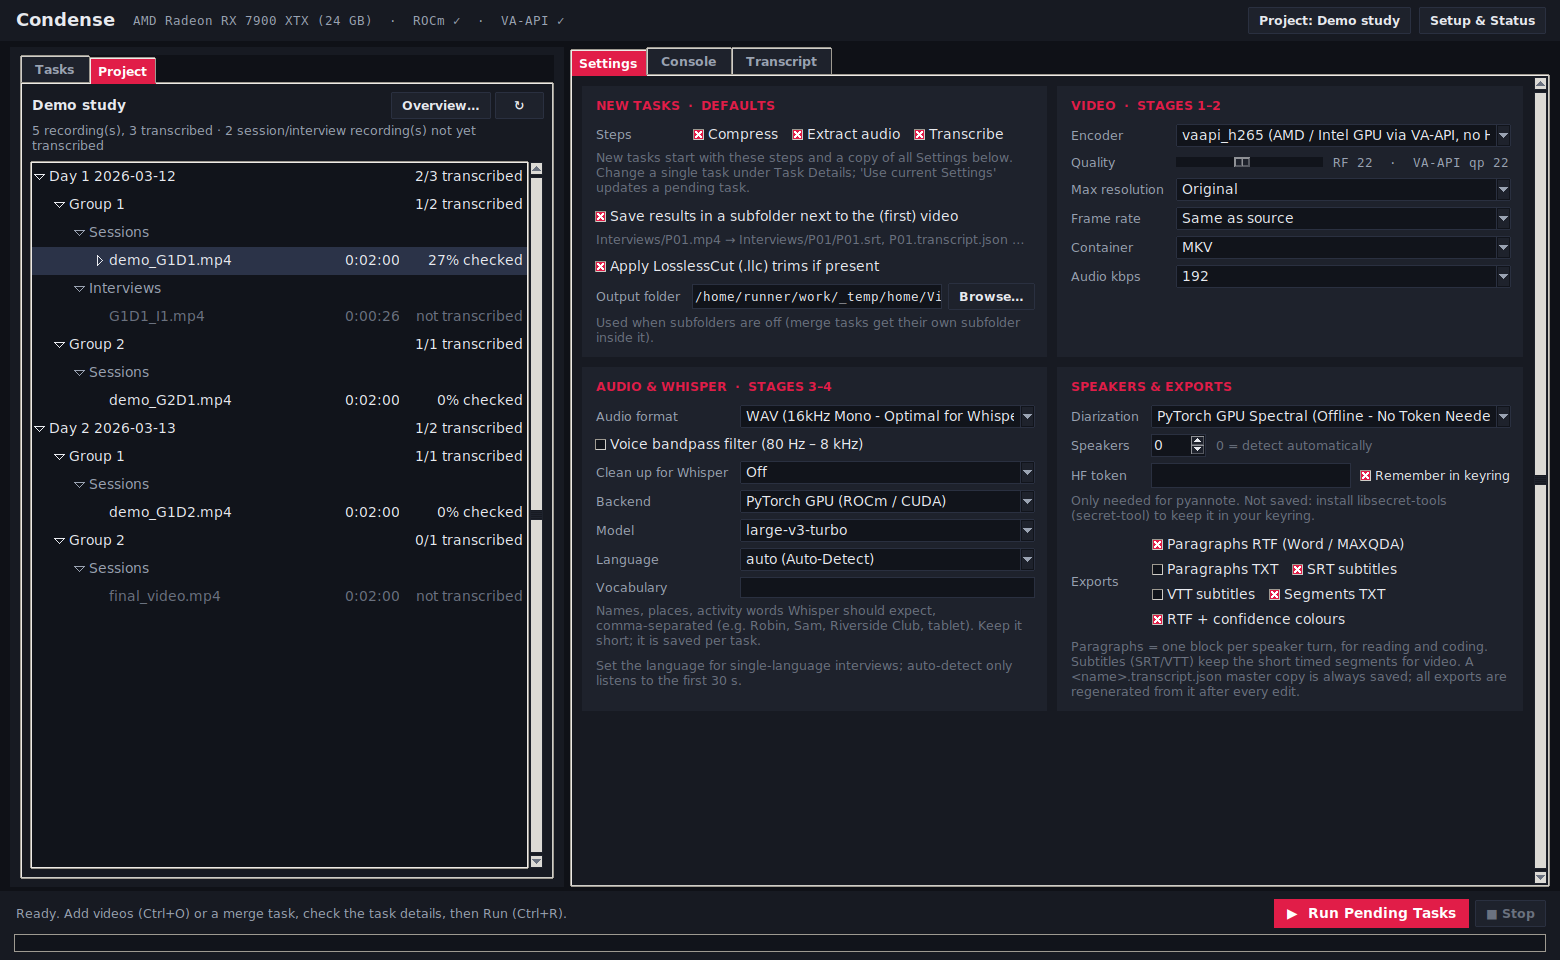 Condense AMD Radeon RX 7900 XTX (24 GB) · ROCm ✓ · VA-API ✓ Project: Demo study Setup & Status
Tasks Project
Demo study Overview... ↻
5 recording(s), 3 transcribed · 2 session/interview recording(s) not yet
transcribed
Day 1 2026-03-12 2/3 transcribed
Group 1 1/2 transcribed
Sessions
demo_G1D1.mp4 0:02:00 27% checked
Interviews
G1D1_I1.mp4 0:00:26 not transcribed
Group 2 1/1 transcribed
Sessions
demo_G2D1.mp4 0:02:00 0% checked
Day 2 2026-03-13 1/2 transcribed
Group 1 1/1 transcribed
Sessions
demo_G1D2.mp4 0:02:00 0% checked
Group 2 0/1 transcribed
Sessions
final_video.mp4 0:02:00 not transcribed
Settings Console Transcript
NEW TASKS · DEFAULTS
Steps Compress Extract audio Transcribe
New tasks start with these steps and a copy of all Settings below.
Change a single task under Task Details; 'Use current Settings'
updates a pending task.
Save results in a subfolder next to the (first) video
Interviews/P01.mp4 → Interviews/P01/P01.srt, P01.transcript.json ...
Apply LosslessCut (.llc) trims if present
Output folder /home/runner/work/_temp/home/Vi Browse...
Used when subfolders are off (merge tasks get their own subfolder
inside it).
VIDEO · STAGES 1–2
Encoder vaapi_h265 (AMD / Intel GPU via VA-API, no H
Quality RF 22 · VA-API qp 22
Max resolution Original
Frame rate Same as source
Container MKV
Audio kbps 192
AUDIO & WHISPER · STAGES 3–4
Audio format WAV (16kHz Mono - Optimal for Whispe
Voice bandpass filter (80 Hz – 8 kHz)
Clean up for Whisper Off
Backend PyTorch GPU (ROCm / CUDA)
Model large-v3-turbo
Language auto (Auto-Detect)
Vocabulary
Names, places, activity words Whisper should expect,
comma-separated (e.g. Robin, Sam, Riverside Club, tablet). Keep it
short; it is saved per task.
Set the language for single-language interviews; auto-detect only
listens to the first 30 s.
SPEAKERS & EXPORTS
Diarization PyTorch GPU Spectral (Offline - No Token Neede
Speakers 0 0 = detect automatically
HF token Remember in keyring
Only needed for pyannote. Not saved: install libsecret-tools
(secret-tool) to keep it in your keyring.
Paragraphs RTF (Word / MAXQDA)
Paragraphs TXT SRT subtitles
Exports
VTT subtitles Segments TXT
RTF + confidence colours
Paragraphs = one block per speaker turn, for reading and coding.
Subtitles (SRT/VTT) keep the short timed segments for video. A
<name>.transcript.json master copy is always saved; all exports are
regenerated from it after every edit.
Ready. Add videos (Ctrl+O) or a merge task, check the task details, then Run (Ctrl+R). ▶ Run Pending Tasks ■ Stop